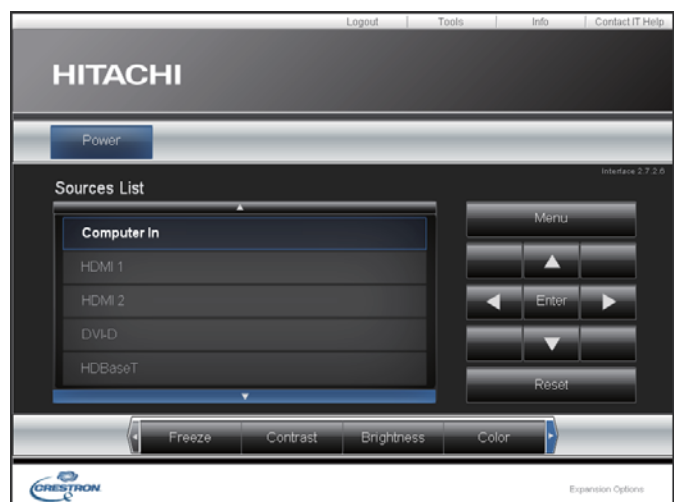 Logout Tools Info Contact IT Help
HITACHI
Power
Interface 2.7.2.6
Sources List
Computer In
HDMI 1
HDMI 2
DVI-D
HDBaseT
Menu
Enter
Reset
Freeze Contrast Brightness Color
CRESTRON
Expansion Options